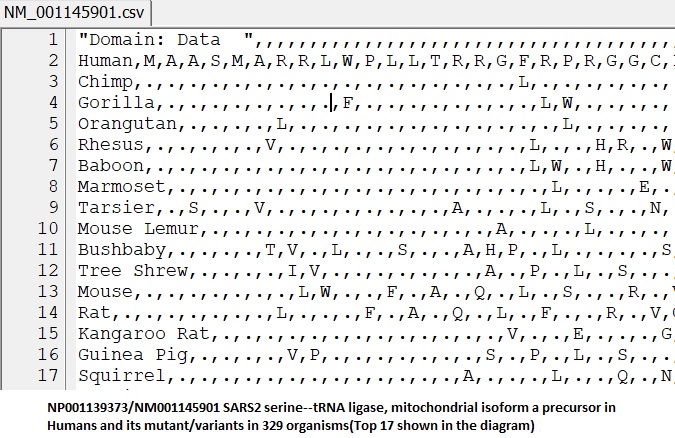 NM_001145901.csv
1 "Domain: Data  ",,,,,,,,,,,,,,,,,,,,,,,,,,,,,,,,,,,,,,
2 Human,M,A,A,S,M,A,R,R,L,W,P,L,L,T,R,R,G,F,R,P,R,G,G,C,
3 Chimp,.,.,.,.,.,.,.,.,.,.,.,.,.,.,.,.,.,L,.,.,.,.,.,.,
4 Gorilla,.,.,.,.,.,.,.,.,F,.,.,.,.,.,.,.,.,L,W,.,.,.,.,
5 Orangutan,.,.,.,.,L,.,.,.,.,.,.,.,.,.,.,.,.,L,.,.,.,.,
6 Rhesus,.,.,.,.,.,V,.,.,.,.,.,.,.,.,.,.,.,L,.,.,H,R,.,W
7 Baboon,.,.,.,.,.,.,.,.,.,.,.,.,.,.,.,.,.,L,W,.,H,.,.,W
8 Marmoset,.,.,.,.,.,.,.,.,.,.,.,.,.,.,.,.,.,L,.,.,.,E,.
9 Tarsier,.,S,.,.,V,.,.,.,.,.,.,.,.,A,.,.,.,L,.,S,.,.,N,
10 Mouse Lemur,.,.,.,.,.,.,.,.,.,.,.,.,.,A,.,.,.,L,.,.,.,
11 Bushbaby,.,.,.,.,T,V,.,L,.,.,S,.,.,A,H,P,.,L,.,.,.,.,S
12 Tree Shrew,.,.,.,.,I,V,.,.,.,.,.,.,.,A,.,P,.,L,.,S,.,.
13 Mouse,.,.,.,.,.,.,.,L,W,.,.,F,.,A,.,Q,.,L,.,S,.,.,R,.,
14 Rat,.,.,.,.,.,.,.,L,.,.,.,F,.,A,.,Q,.,L,.,F,.,.,R,.,V,
15 Kangaroo Rat,.,.,.,.,.,.,.,.,.,.,.,.,.,V,.,.,E,.,.,.,G
16 Guinea Pig,.,.,.,.,V,P,.,.,.,.,.,.,.,S,.,P,.,L,.,S,.,.
17 Squirrel,.,.,.,.,.,.,.,.,.,.,.,.,.,A,.,.,.,L,.,.,Q,.,N
NP001139373/NM001145901 SARS2 serine--tRNA ligase, mitochondrial isoform a precursor in
Humans and its mutant/variants in 329 organisms(Top 17 shown in the diagram)